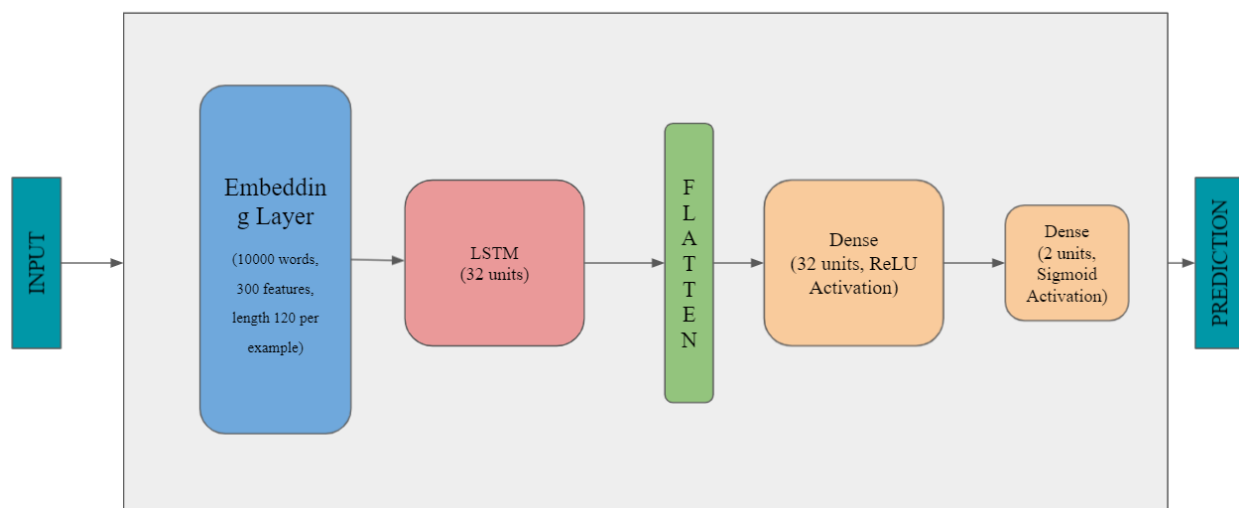 INPUT
Embeddin
g Layer
(10000 words,
300 features,
length 120 per
example)
LSTM
(32 units)
FLATTEN
Dense
(32 units, ReLU
Activation)
Dense
(2 units,
Sigmoid
Activation)
PREDICTION